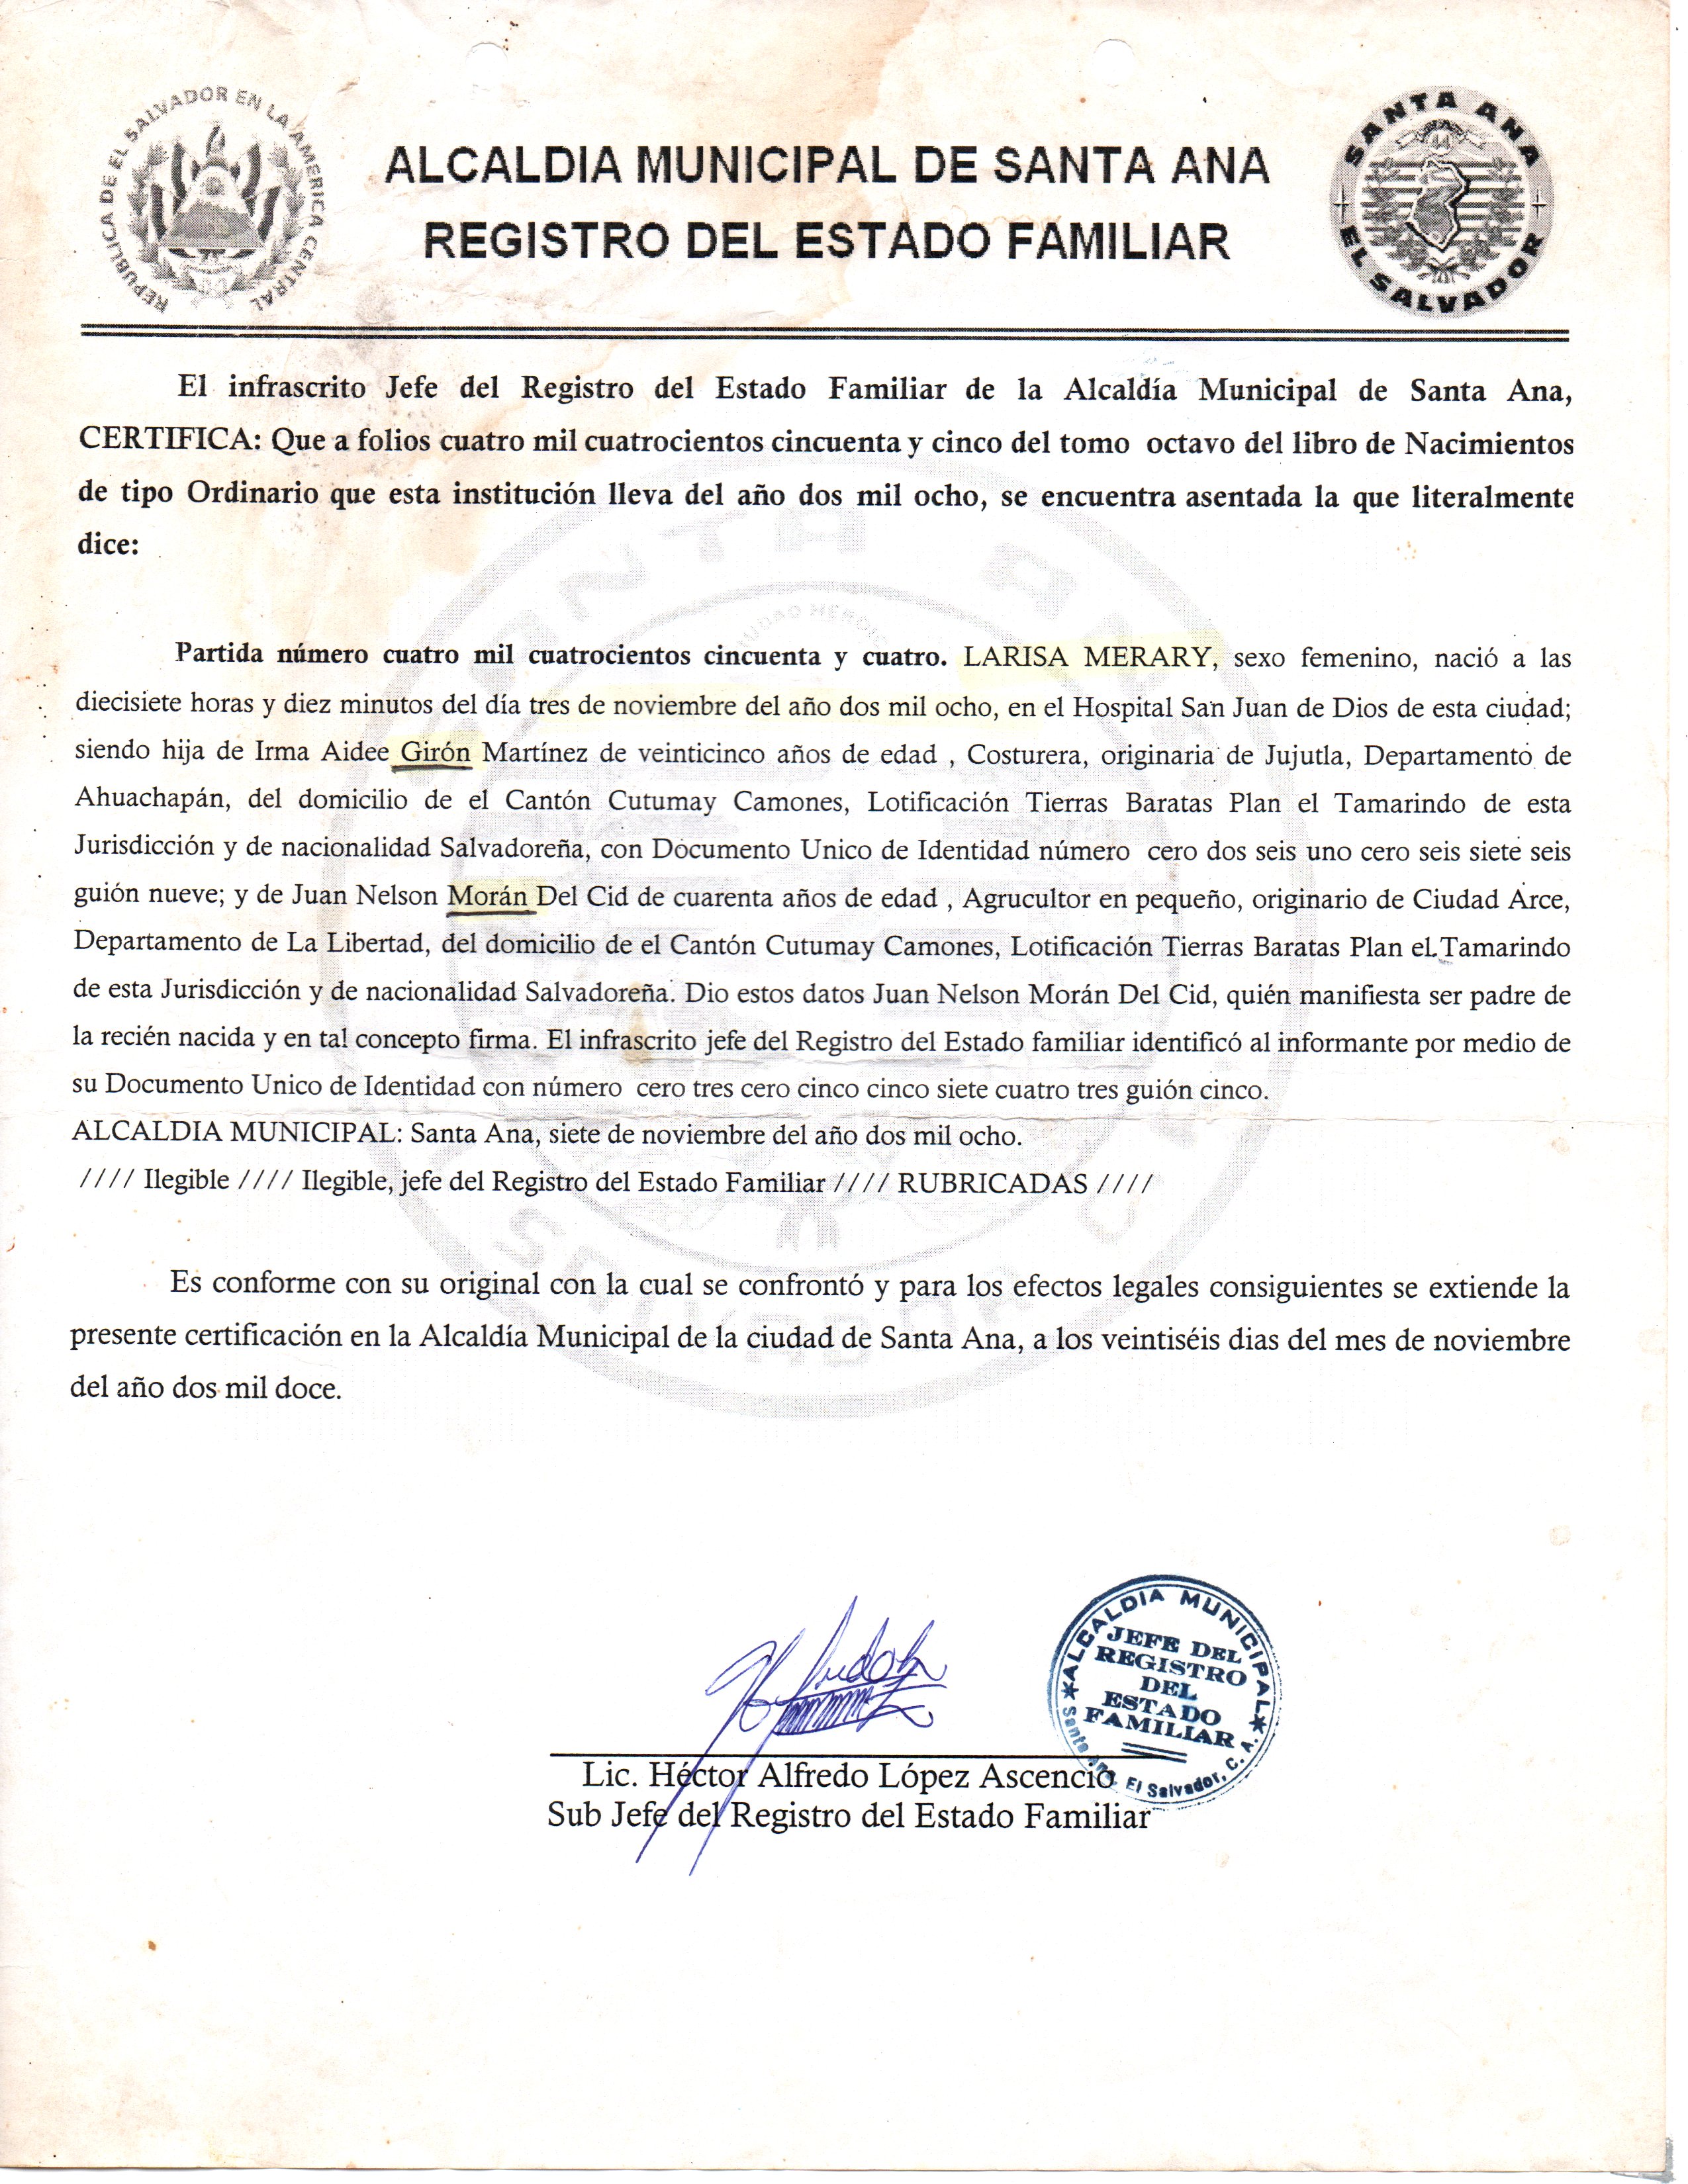 REPUBLICA DE EL SALVADOR EN LA AMERICA CENTRAL
SANTA ANA
EL SALVADOR
ALCALDIA MUNICIPAL DE SANTA ANA
REGISTRO DEL ESTADO FAMILIAR
El infrascrito Jefe del Registro del Estado Familiar de la Alcaldía Municipal de Santa Ana,
CERTIFICA: Que a folios cuatro mil cuatrocientos cincuenta y cinco del tomo octavo del libro de Nacimientos
de tipo Ordinario que esta institución lleva del año dos mil ocho, se encuentra asentada la que literalmente
dice:
Partida número cuatro mil cuatrocientos cincuenta y cuatro. LARISA MERARY, sexo femenino, nació a las
diecisiete horas y diez minutos del día tres de noviembre del año dos mil ocho, en el Hospital San Juan de Dios de esta ciudad;
siendo hija de Irma Aidee Girón Martínez de veinticinco años de edad , Costurera, originaria de Jujutla, Departamento de
Ahuachapán, del domicilio de el Cantón Cutumay Camones, Lotificación Tierras Baratas Plan el Tamarindo de esta
Jurisdicción y de nacionalidad Salvadoreña, con Documento Unico de Identidad número cero dos seis uno cero seis siete seis
guión nueve; y de Juan Nelson Morán Del Cid de cuarenta años de edad , Agrucultor en pequeño, originario de Ciudad Arce,
Departamento de La Libertad, del domicilio de el Cantón Cutumay Camones, Lotificación Tierras Baratas Plan el Tamarindo
de esta Jurisdicción y de nacionalidad Salvadoreña. Dio estos datos Juan Nelson Morán Del Cid, quién manifiesta ser padre de
la recién nacida y en tal concepto firma. El infrascrito jefe del Registro del Estado familiar identificó al informante por medio de
su Documento Unico de Identidad con número cero tres cero cinco cinco siete cuatro tres guión cinco.
ALCALDIA MUNICIPAL: Santa Ana, siete de noviembre del año dos mil ocho.
//// Ilegible //// Ilegible, jefe del Registro del Estado Familiar //// RUBRICADAS ////
Es conforme con su original con la cual se confrontó y para los efectos legales consiguientes se extiende la
presente certificación en la Alcaldía Municipal de la ciudad de Santa Ana, a los veintiséis dias del mes de noviembre
del año dos mil doce.
ALCALDIA MUNICIPAL
JEFE DEL
REGISTRO
DEL
ESTADO
FAMILIAR
Santa Ana, El Salvador, C. A.
Lic. Héctor Alfredo López Ascencio
Sub Jefe del Registro del Estado Familiar